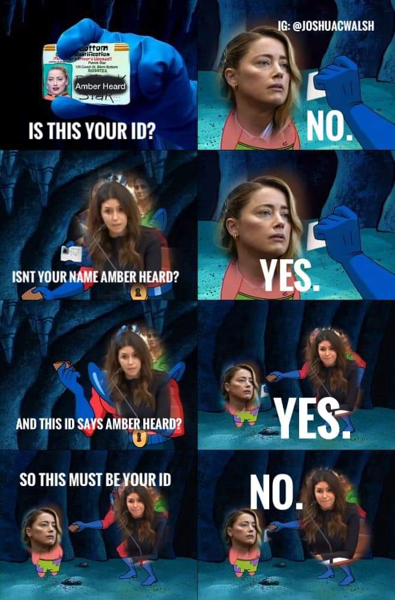 ottom
Amber Heard
IS THIS YOUR ID?
IG: @JOSHUACWALSH
NO.
ISNT YOUR NAME AMBER HEARD?
YES.
AND THIS ID SAYS AMBER HEARD?
YES.
SO THIS MUST BE YOUR ID
NO.